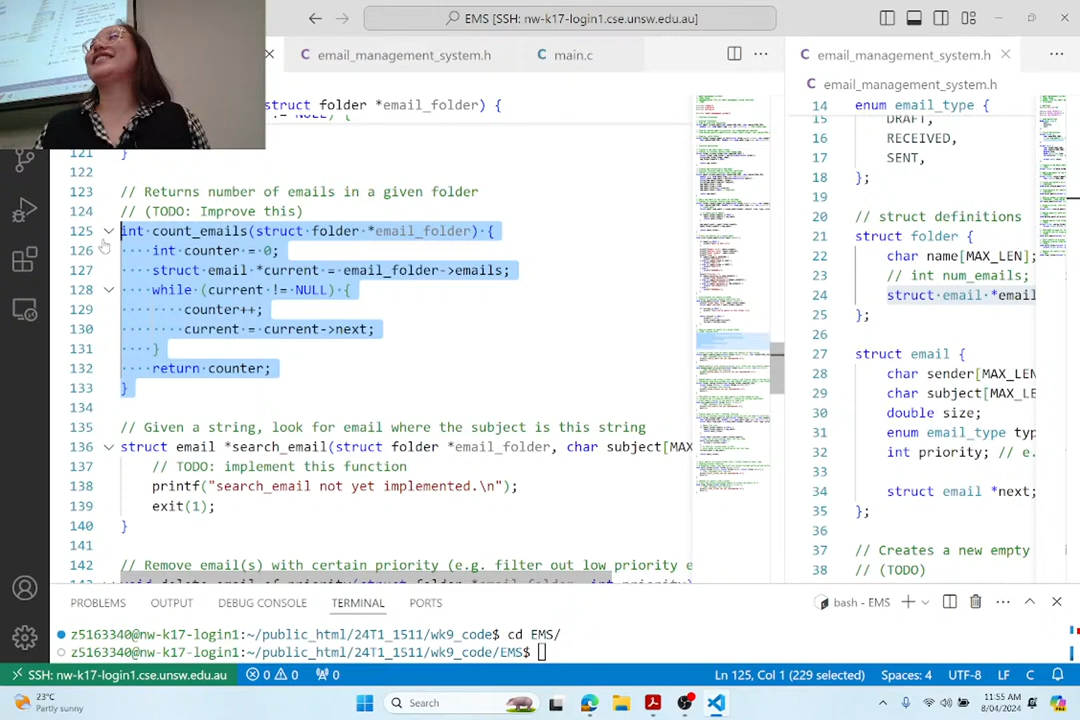 EMS [SSH: nw-k17-login1.cse.unsw.edu.au]
email_management_system.h
main.c
email_management_system.h
email_management_system.h
struct folder *email_folder) {
!= NULL) {
121 }
122
123 // Returns number of emails in a given folder
124 // (TODO: Improve this)
125 int count_emails(struct folder *email_folder) {
126 int counter = 0;
127 struct email *current = email_folder->emails;
128 while (current != NULL) {
129 counter++;
130 current = current->next;
131 }
132 return counter;
133 }
134
135 // Given a string, look for email where the subject is this string
136 struct email *search_email(struct folder *email_folder, char subject[MAX
137 // TODO: implement this function
138 printf("search_email not yet implemented.\n");
139 exit(1);
140 }
141
142 // Remove email(s) with certain priority (e.g. filter out low priority e
143 void delete_email_of_priority(struct folder *email_folder, int priority)
14 enum email_type {
15 DRAFT,
16 RECEIVED,
17 SENT,
18 };
19
20 // struct definitions
21 struct folder {
22 char name[MAX_LEN];
23 // int num_emails;
24 struct email *email
25 };
26
27 struct email {
28 char sender[MAX_LEN
29 char subject[MAX_LE
30 double size;
31 enum email_type typ
32 int priority; // e.
33
34 struct email *next;
35 };
36
37 // Creates a new empty
38 // (TODO)
PROBLEMS OUTPUT DEBUG CONSOLE TERMINAL PORTS
bash - EMS
z5163340@nw-k17-login1:~/public_html/24T1_1511/wk9_code$ cd EMS/
z5163340@nw-k17-login1:~/public_html/24T1_1511/wk9_code/EMS$
SSH: nw-k17-login1.cse.unsw.edu.au 0 0 0 Ln 125, Col 1 (229 selected) Spaces: 4 UTF-8 LF C
23°C
Partly sunny
Search
11:55 AM
8/04/2024